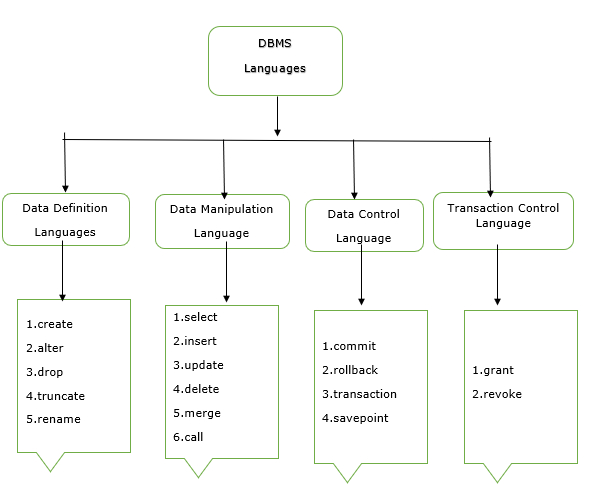 DBMS
Languages
Data Definition
Languages
Data Manipulation
Language
Data Control
Language
Transaction Control
Language
1.create
2.alter
3.drop
4.truncate
5.rename
1.select
2.insert
3.update
4.delete
5.merge
6.call
1.commit
2.rollback
3.transaction
4.savepoint
1.grant
2.revoke